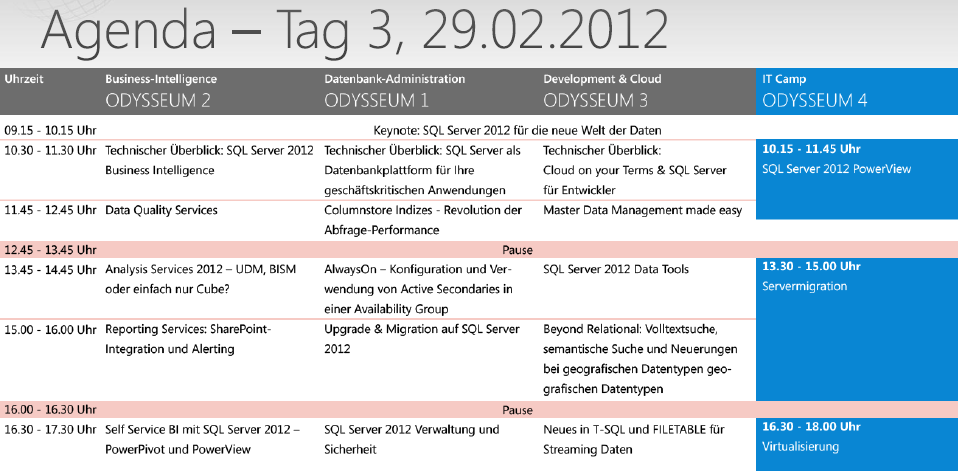 Agenda – Tag 3, 29.02.2012
Uhrzeit
Business-Intelligence
ODYSSEUM 2
Datenbank-Administration
ODYSSEUM 1
Development & Cloud
ODYSSEUM 3
IT Camp
ODYSSEUM 4
09.15 - 10.15 Uhr
Keynote: SQL Server 2012 für die neue Welt der Daten
10.30 - 11.30 Uhr
Technischer Überblick: SQL Server 2012
Business Intelligence
Technischer Überblick: SQL Server als
Datenbankplattform für Ihre
geschäftskritischen Anwendungen
Technischer Überblick:
Cloud on your Terms & SQL Server
für Entwickler
10.15 - 11.45 Uhr
SQL Server 2012 PowerView
11.45 - 12.45 Uhr
Data Quality Services
Columnstore Indizes - Revolution der
Abfrage-Performance
Master Data Management made easy
12.45 - 13.45 Uhr
Pause
13.45 - 14.45 Uhr
Analysis Services 2012 – UDM, BISM
oder einfach nur Cube?
AlwaysOn – Konfiguration und Ver-
wendung von Active Secondaries in
einer Availability Group
SQL Server 2012 Data Tools
13.30 - 15.00 Uhr
Servermigration
15.00 - 16.00 Uhr
Reporting Services: SharePoint-
Integration und Alerting
Upgrade & Migration auf SQL Server
2012
Beyond Relational: Volltextsuche,
semantische Suche und Neuerungen
bei geografischen Datentypen geo-
grafischen Datentypen
16.00 - 16.30 Uhr
Pause
16.30 - 17.30 Uhr
Self Service BI mit SQL Server 2012 –
PowerPivot und PowerView
SQL Server 2012 Verwaltung und
Sicherheit
Neues in T-SQL und FILETABLE für
Streaming Daten
16.30 - 18.00 Uhr
Virtualisierung